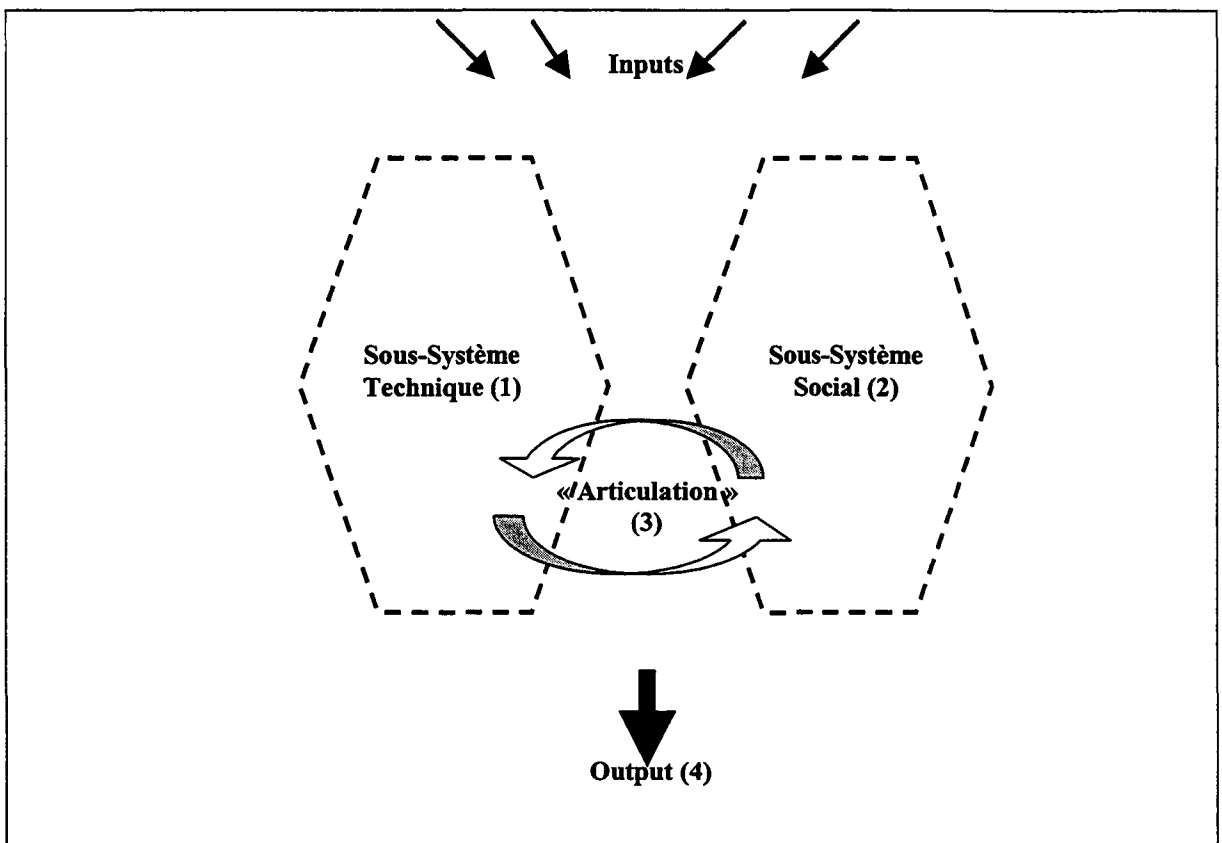 Inputs
Sous-Système
Technique (1)
Sous-Système
Social (2)
« Articulation »
(3)
Output (4)